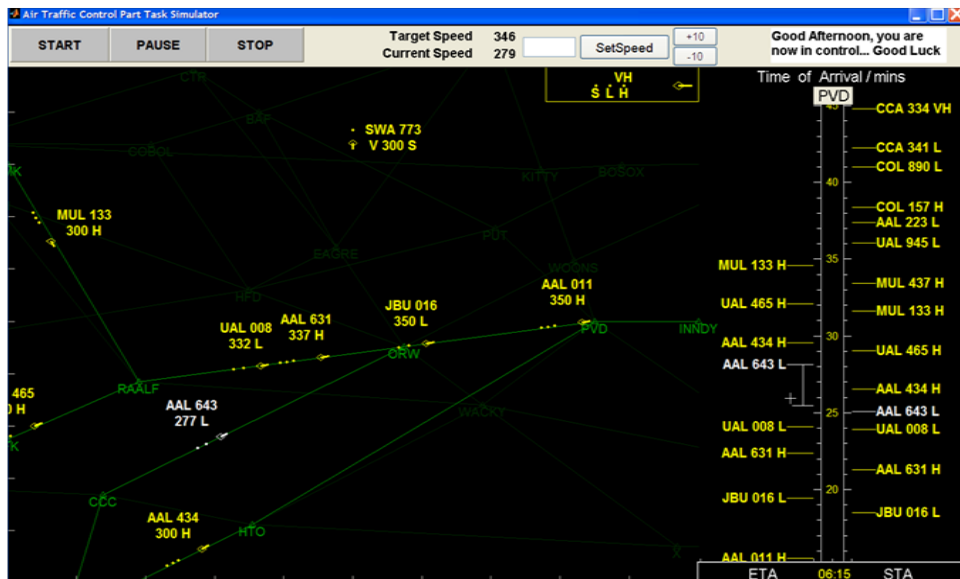 Air Traffic Control Part Task Simulator
START
PAUSE
STOP
Target Speed 346
Current Speed 279
SetSpeed
+10
-10
Good Afternoon, you are
now in control... Good Luck
VH
S L H
Time of Arrival / mins
PVD
CTR
BAF
SWA 773
V 300 S
COBOL
KITTY
BOSOX
MUL 133
300 H
PUT
EAGRE
WOONS
HFD
AAL 011
350 H
JBU 016
350 L
AAL 631
337 H
UAL 008
332 L
PVD
INNDY
ORW
RAALF
465
AAL 643
277 L
WACKY
CCC
AAL 434
300 H
HTO
X
45
40
35
30
25
20
MUL 133 H
UAL 465 H
AAL 434 H
AAL 643 L
UAL 008 L
AAL 631 H
JBU 016 L
AAL 011 H
CCA 334 VH
CCA 341 L
COL 890 L
COL 157 H
AAL 223 L
UAL 945 L
MUL 437 H
MUL 133 H
UAL 465 H
AAL 434 H
AAL 643 L
UAL 008 L
AAL 631 H
JBU 016 L
ETA 06:15 STA